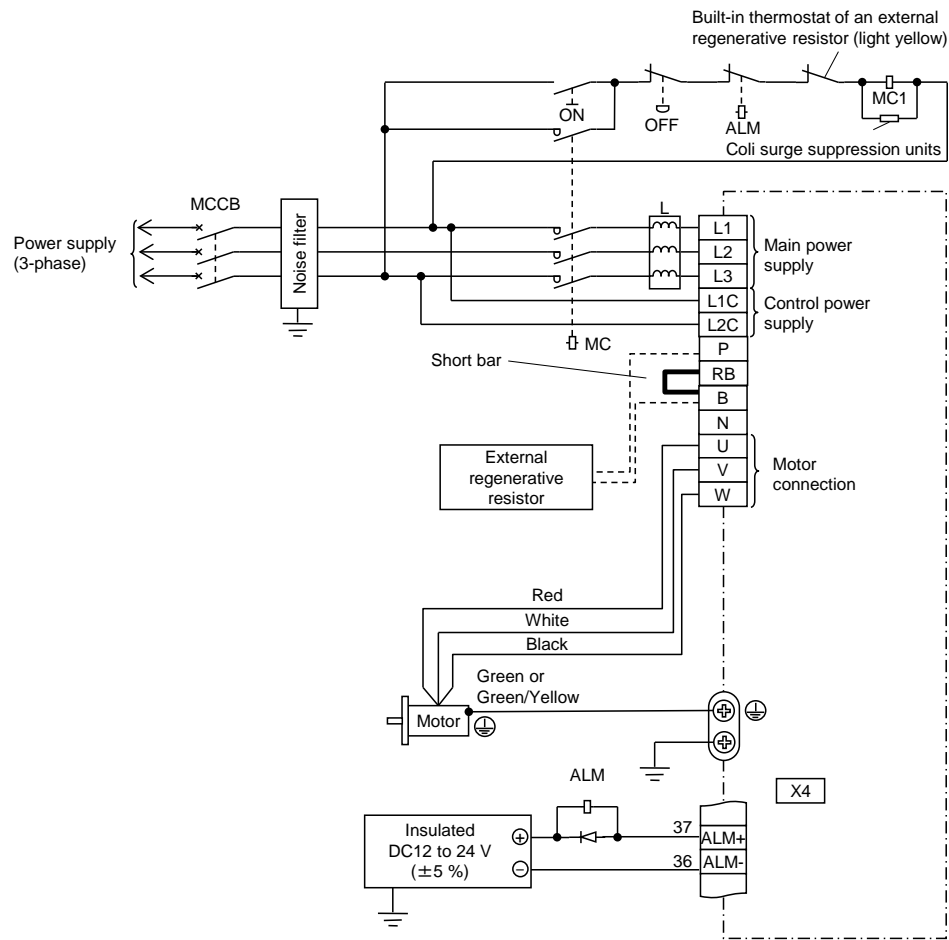 Built-in thermostat of an external
regenerative resistor (light yellow)
ON
OFF
ALM
MC1
Coli surge suppression units
MCCB
Power supply
(3-phase)
Noise filter
L
L1
L2
L3
L1C
L2C
P
RB
B
N
U
V
W
Main power
supply
Control power
supply
Motor
connection
MC
Short bar
External
regenerative
resistor
Red
White
Black
Green or
Green/Yellow
Motor
X4
ALM
Insulated
DC12 to 24 V
(±5 %)
+
−
37
ALM+
36
ALM-